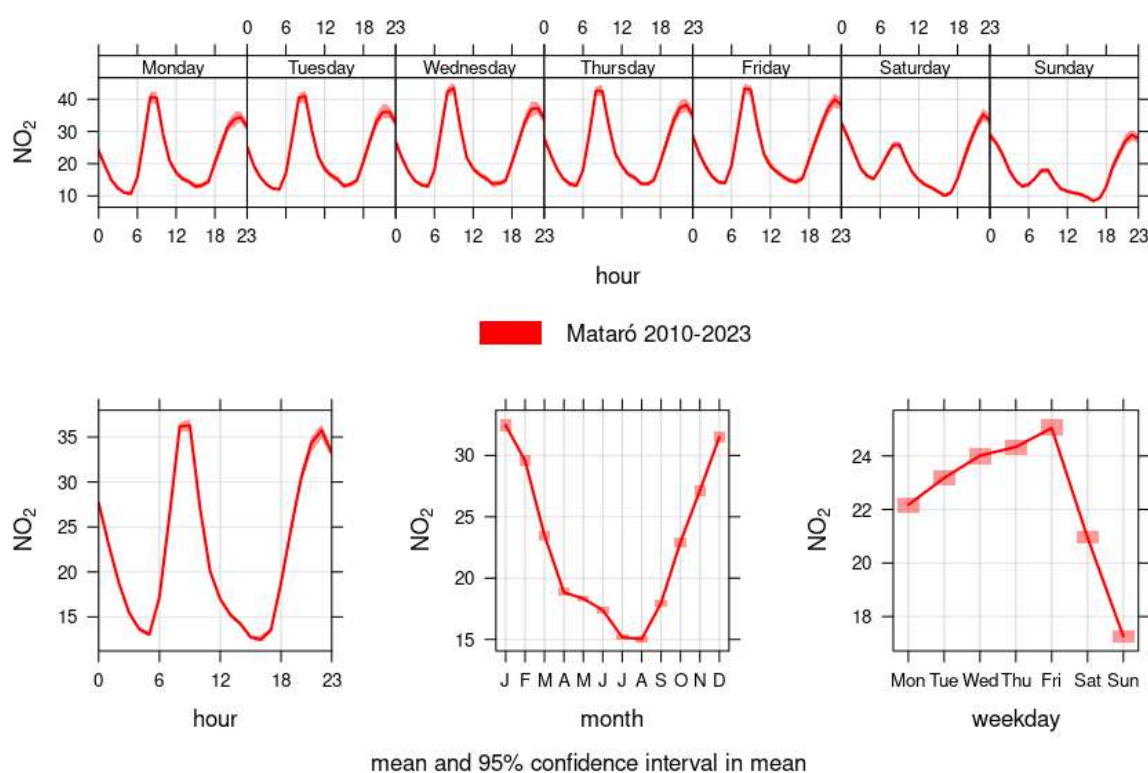 0 6 12 18 23 0 6 12 18 23 0 6 12 18 23
Monday Tuesday Wednesday Thursday Friday Saturday Sunday
40
30
20
10
NO2
0 6 12 18 23 0 6 12 18 23 0 6 12 18 23 0 6 12 18 23
hour
Mataró 2010-2023
35
30
25
20
15
NO2
0 6 12 18 23
hour
30
25
20
15
NO2
J F M A M J J A S O N D
month
24
22
20
18
NO2
Mon Tue Wed Thu Fri Sat Sun
weekday
mean and 95% confidence interval in mean